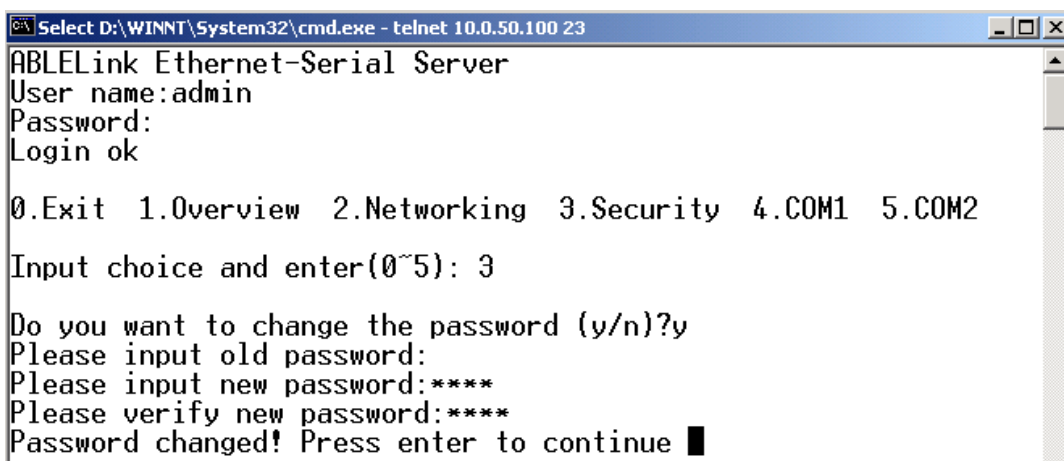 Select D:\WINNT\System32\cmd.exe - telnet 10.0.50.100 23
ABLELink Ethernet-Serial Server
User name:admin
Password:
Login ok
0.Exit  1.Overview  2.Networking  3.Security  4.COM1  5.COM2
Input choice and enter(0~5): 3
Do you want to change the password (y/n)?y
Please input old password:
Please input new password:****
Please verify new password:****
Password changed! Press enter to continue